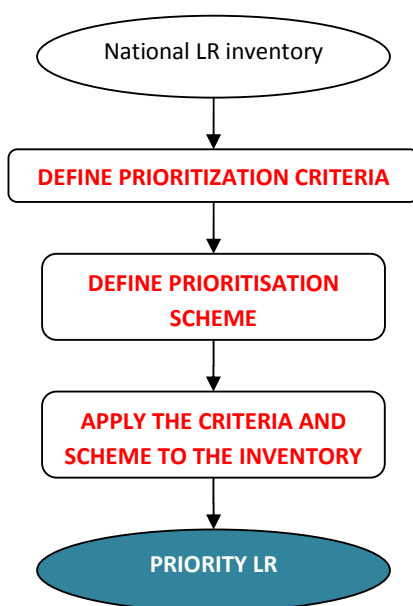 National LR inventory
DEFINE PRIORITIZATION CRITERIA
DEFINE PRIORITISATION
SCHEME
APPLY THE CRITERIA AND
SCHEME TO THE INVENTORY
PRIORITY LR